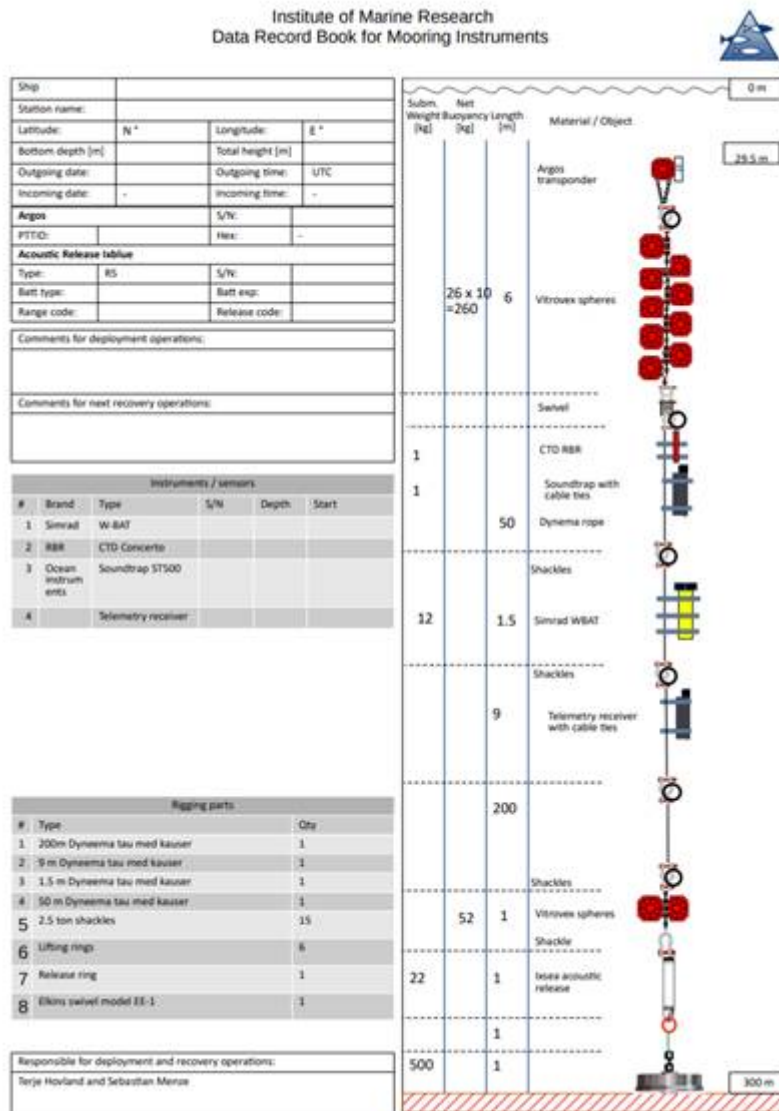 Institute of Marine Research
Data Record Book for Mooring Instruments
Ship
Station name:
Latitude: N ° Longitude: E °
Bottom depth [m] Total height [m]
Outgoing date: Outgoing time: UTC
Incoming date: - Incoming time: -
Argos S/N:
PTTID: Hex: -
Acoustic Release Ixblue
Type: R5 S/N:
Batt type: Batt exp:
Range code: Release code:
Comments for deployment operations:
Comments for next recovery operations:
Instruments / sensors
# Brand Type S/N Depth Start
1 Simrad W-BAT
2 RBR CTD Concerto
3 Ocean instrum ents Soundtrap ST500
4 Telemetry receiver
Rigging parts
# Type Qty
1 200m Dyneema tau med kauser 1
2 9 m Dyneema tau med kauser 1
3 1.5 m Dyneema tau med kauser 1
4 50 m Dyneema tau med kauser 1
5 2.5 ton shackles 15
6 Lifting rings 6
7 Release ring 1
8 Elkins swivel model EE-1 1
Responsible for deployment and recovery operations:
Terje Hovland and Sebastian Menze
0 m
Subm. Weight [kg] Net Buoyancy [kg] Length [m] Material / Object
29.5 m
Argos
transponder
26 x 10
=260 6 Vitrovex spheres
Swivel
1 CTD RBR
1 Soundtrap with
cable ties
50 Dynema rope
Shackles
12 1.5 Simrad WBAT
Shackles
9 Telemetry receiver
with cable ties
200
Shackles
52 1 Vitrovex spheres
Shackle
22 1 Ixsea acoustic
release
1
500 1
300 m